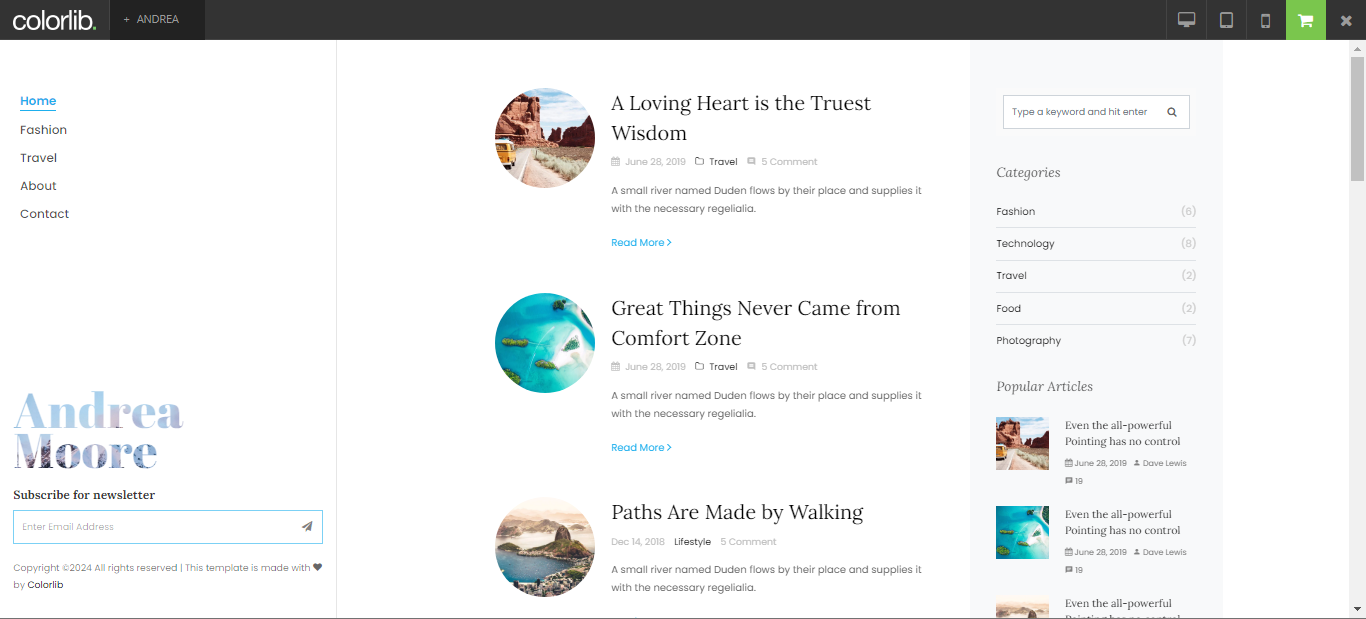 colorlib.
+ ANDREA
Home
Fashion
Travel
About
Contact
Andrea
Moore
Subscribe for newsletter
Enter Email Address
Copyright ©2024 All rights reserved | This template is made with ♥
by Colorlib
A Loving Heart is the Truest
Wisdom
June 28, 2019 Travel 5 Comment
A small river named Duden flows by their place and supplies it
with the necessary regelialia.
Read More >
Great Things Never Came from
Comfort Zone
June 28, 2019 Travel 5 Comment
A small river named Duden flows by their place and supplies it
with the necessary regelialia.
Read More >
Paths Are Made by Walking
Dec 14, 2018 Lifestyle 5 Comment
A small river named Duden flows by their place and supplies it
with the necessary regelialia.
Type a keyword and hit enter
Categories
Fashion (6)
Technology (8)
Travel (2)
Food (2)
Photography (7)
Popular Articles
Even the all-powerful
Pointing has no control
June 28, 2019 Dave Lewis
19
Even the all-powerful
Pointing has no control
June 28, 2019 Dave Lewis
19
Even the all-powerful